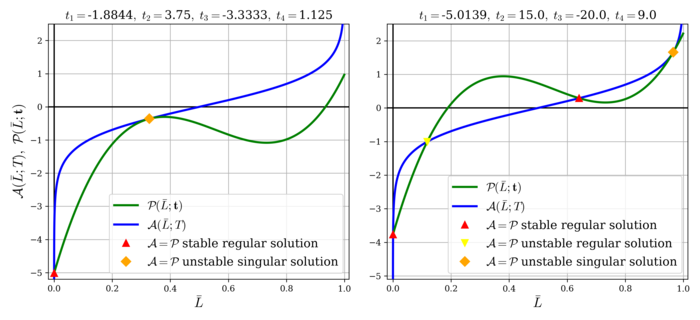 t₁ = -1.8844, t₂ = 3.75, t₃ = -3.3333, t₄ = 1.125
𝒜(L̄; T), 𝒫(L̄; 𝐭)
2
1
0
−1
−2
−3
−4
−5
0.0 0.2 0.4 0.6 0.8 1.0
L̄
𝒫(L̄; 𝐭)
𝒜(L̄; T)
𝒜 = 𝒫 stable regular solution
𝒜 = 𝒫 unstable singular solution
t₁ = -5.0139, t₂ = 15.0, t₃ = -20.0, t₄ = 9.0
2
1
0
−1
−2
−3
−4
−5
0.0 0.2 0.4 0.6 0.8 1.0
L̄
𝒫(L̄; 𝐭)
𝒜(L̄; T)
𝒜 = 𝒫 stable regular solution
𝒜 = 𝒫 unstable regular solution
𝒜 = 𝒫 unstable singular solution